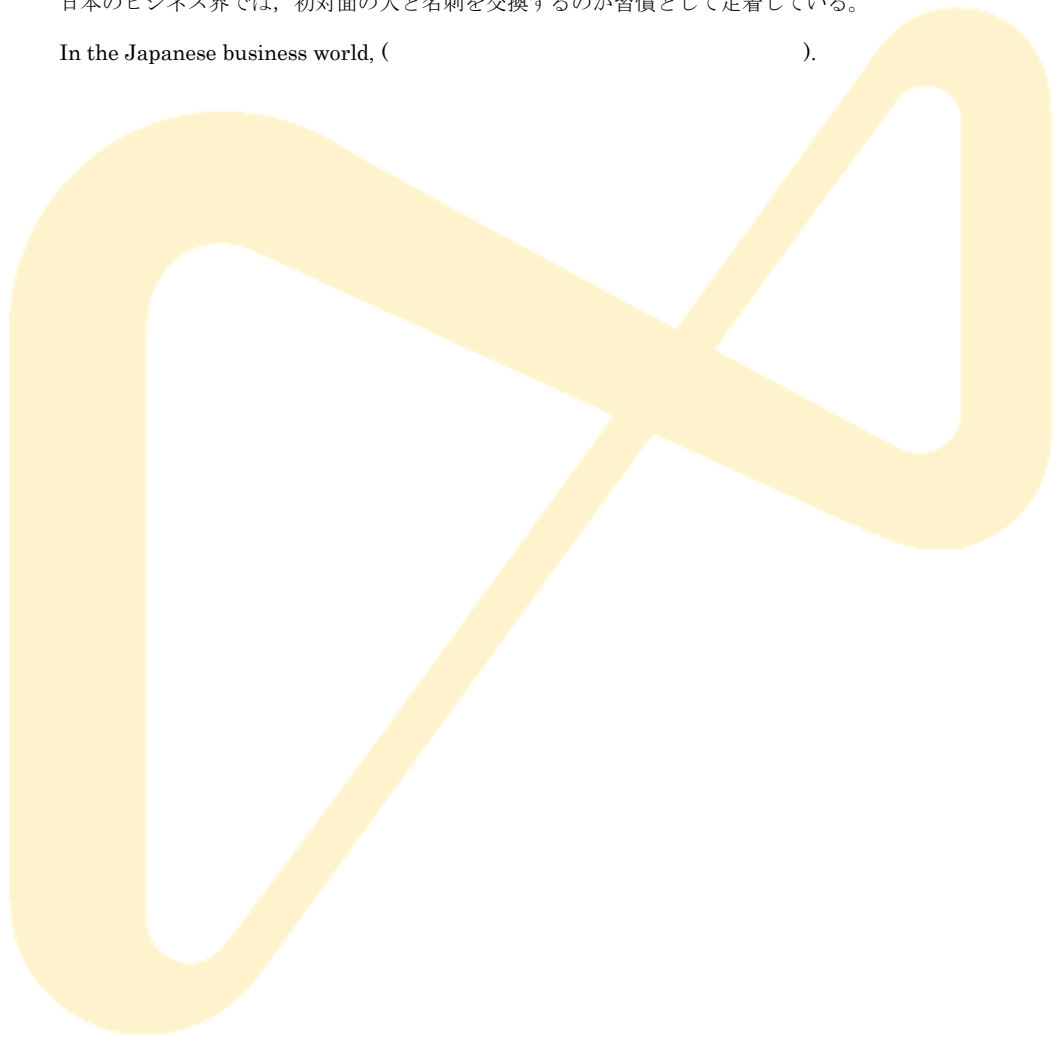 日本のビジネス界では，初対面の人と名刺を交換するのが習慣として定着している。
In the Japanese business world, ( ).